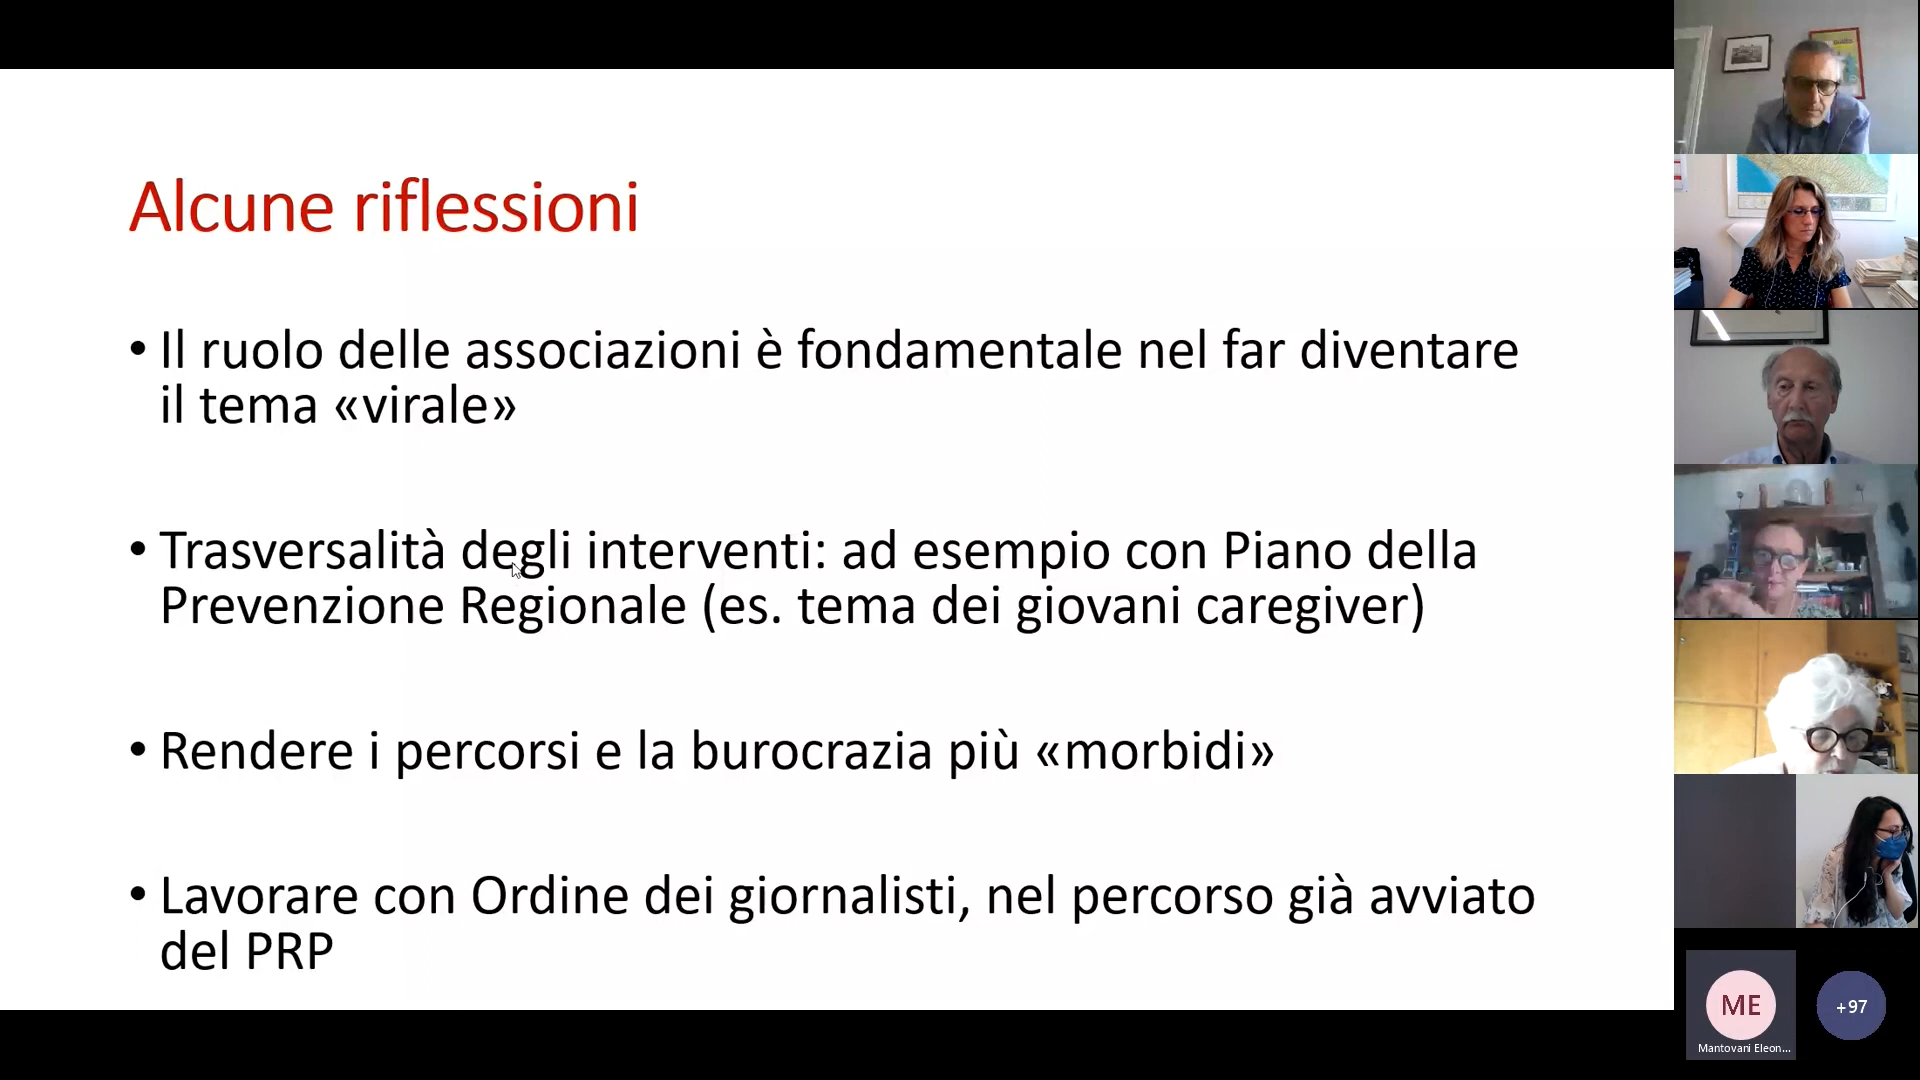 Alcune riflessioni
• Il ruolo delle associazioni è fondamentale nel far diventare
il tema «virale»
• Trasversalità degli interventi: ad esempio con Piano della
Prevenzione Regionale (es. tema dei giovani caregiver)
• Rendere i percorsi e la burocrazia più «morbidi»
• Lavorare con Ordine dei giornalisti, nel percorso già avviato
del PRP
ME
Mantovani Eleon...
+97